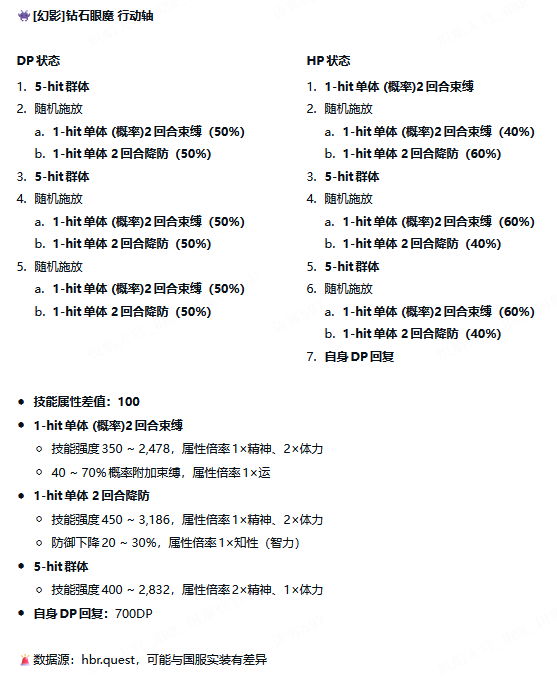 👾 [幻影]钻石眼魔 行动轴
DP 状态
1. 5-hit 群体
2. 随机施放
a. 1-hit 单体 (概率)2 回合束缚（50%）
b. 1-hit 单体 2 回合降防（50%）
3. 5-hit 群体
4. 随机施放
a. 1-hit 单体 (概率)2 回合束缚（50%）
b. 1-hit 单体 2 回合降防（50%）
5. 随机施放
a. 1-hit 单体 (概率)2 回合束缚（50%）
b. 1-hit 单体 2 回合降防（50%）
HP 状态
1. 1-hit 单体 (概率)2 回合束缚
2. 随机施放
a. 1-hit 单体 (概率)2 回合束缚（40%）
b. 1-hit 单体 2 回合降防（60%）
3. 5-hit 群体
4. 随机施放
a. 1-hit 单体 (概率)2 回合束缚（60%）
b. 1-hit 单体 2 回合降防（40%）
5. 5-hit 群体
6. 随机施放
a. 1-hit 单体 (概率)2 回合束缚（60%）
b. 1-hit 单体 2 回合降防（40%）
7. 自身 DP 回复
● 技能属性差值：100
● 1-hit 单体 (概率)2 回合束缚
○ 技能强度 350 ~ 2,478，属性倍率 1×精神、2×体力
○ 40 ~ 70% 概率附加束缚，属性倍率 1×运
● 1-hit 单体 2 回合降防
○ 技能强度 450 ~ 3,186，属性倍率 1×精神、2×体力
○ 防御下降 20 ~ 30%，属性倍率 1×知性（智力）
● 5-hit 群体
○ 技能强度 400 ~ 2,832，属性倍率 2×精神、1×体力
● 自身 DP 回复：700DP
🚨 数据源：hbr.quest，可能与国服实装有差异